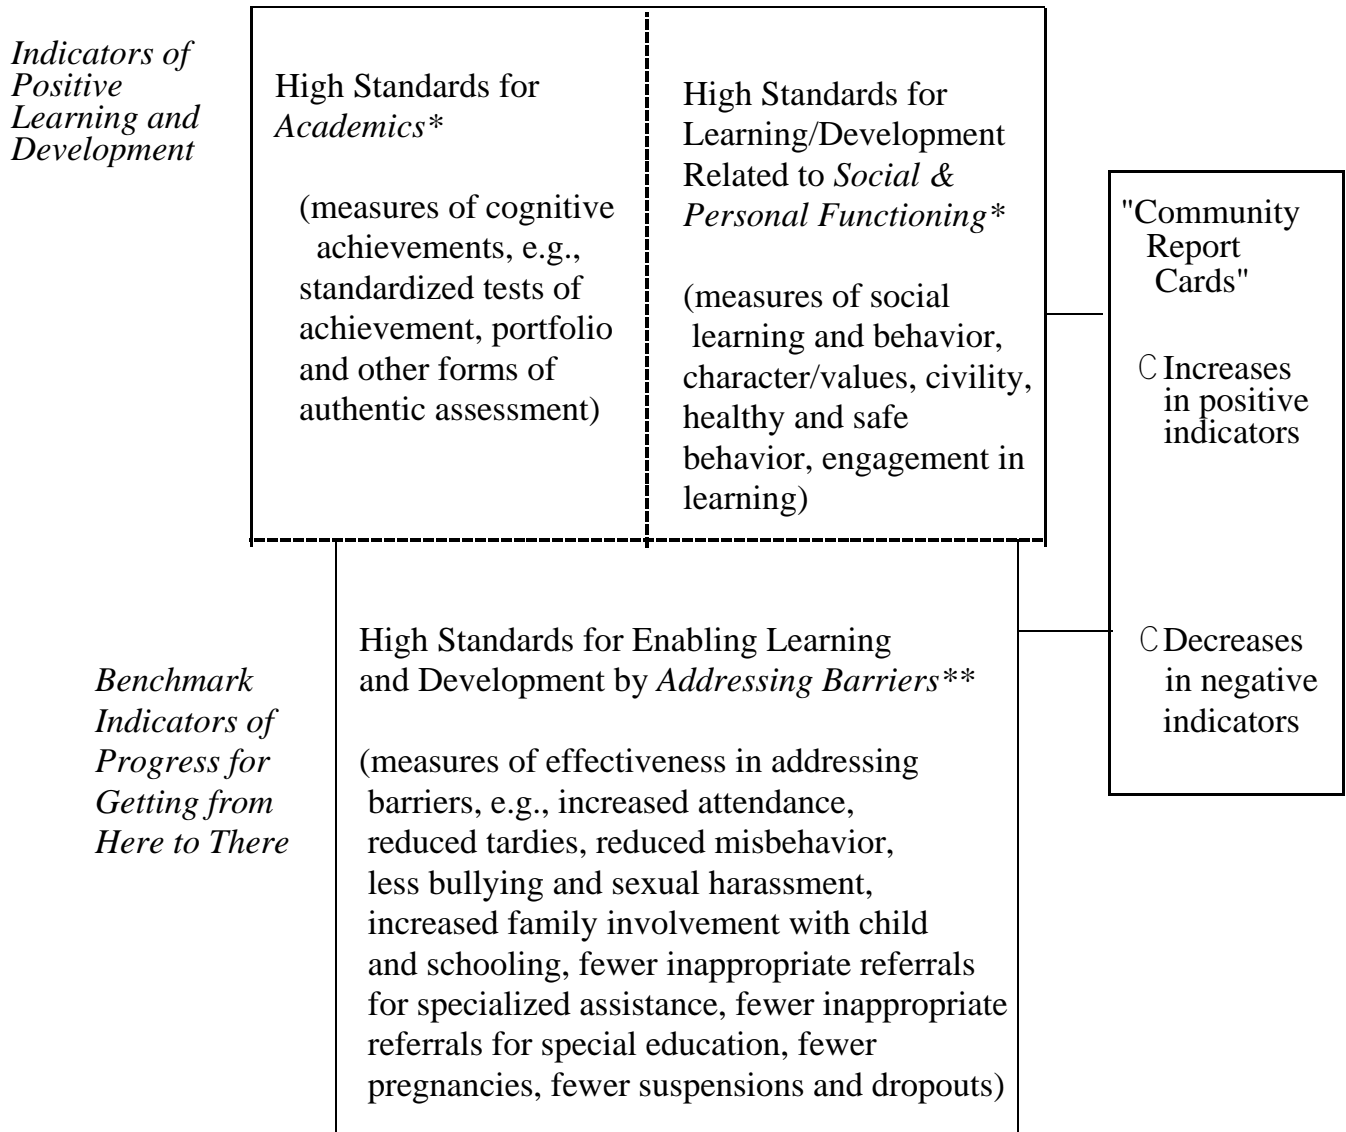 Indicators of
Positive
Learning and
Development
High Standards for
Academics*
(measures of cognitive
achievements, e.g.,
standardized tests of
achievement, portfolio
and other forms of
authentic assessment)
High Standards for
Learning/Development
Related to Social &
Personal Functioning*
(measures of social
learning and behavior,
character/values, civility,
healthy and safe
behavior, engagement in
learning)
"Community
Report
Cards"
C Increases
in positive
indicators
C Decreases
in negative
indicators
Benchmark
Indicators of
Progress for
Getting from
Here to There
High Standards for Enabling Learning
and Development by Addressing Barriers**
(measures of effectiveness in addressing
barriers, e.g., increased attendance,
reduced tardies, reduced misbehavior,
less bullying and sexual harassment,
increased family involvement with child
and schooling, fewer inappropriate referrals
for specialized assistance, fewer inappropriate
referrals for special education, fewer
pregnancies, fewer suspensions and dropouts)